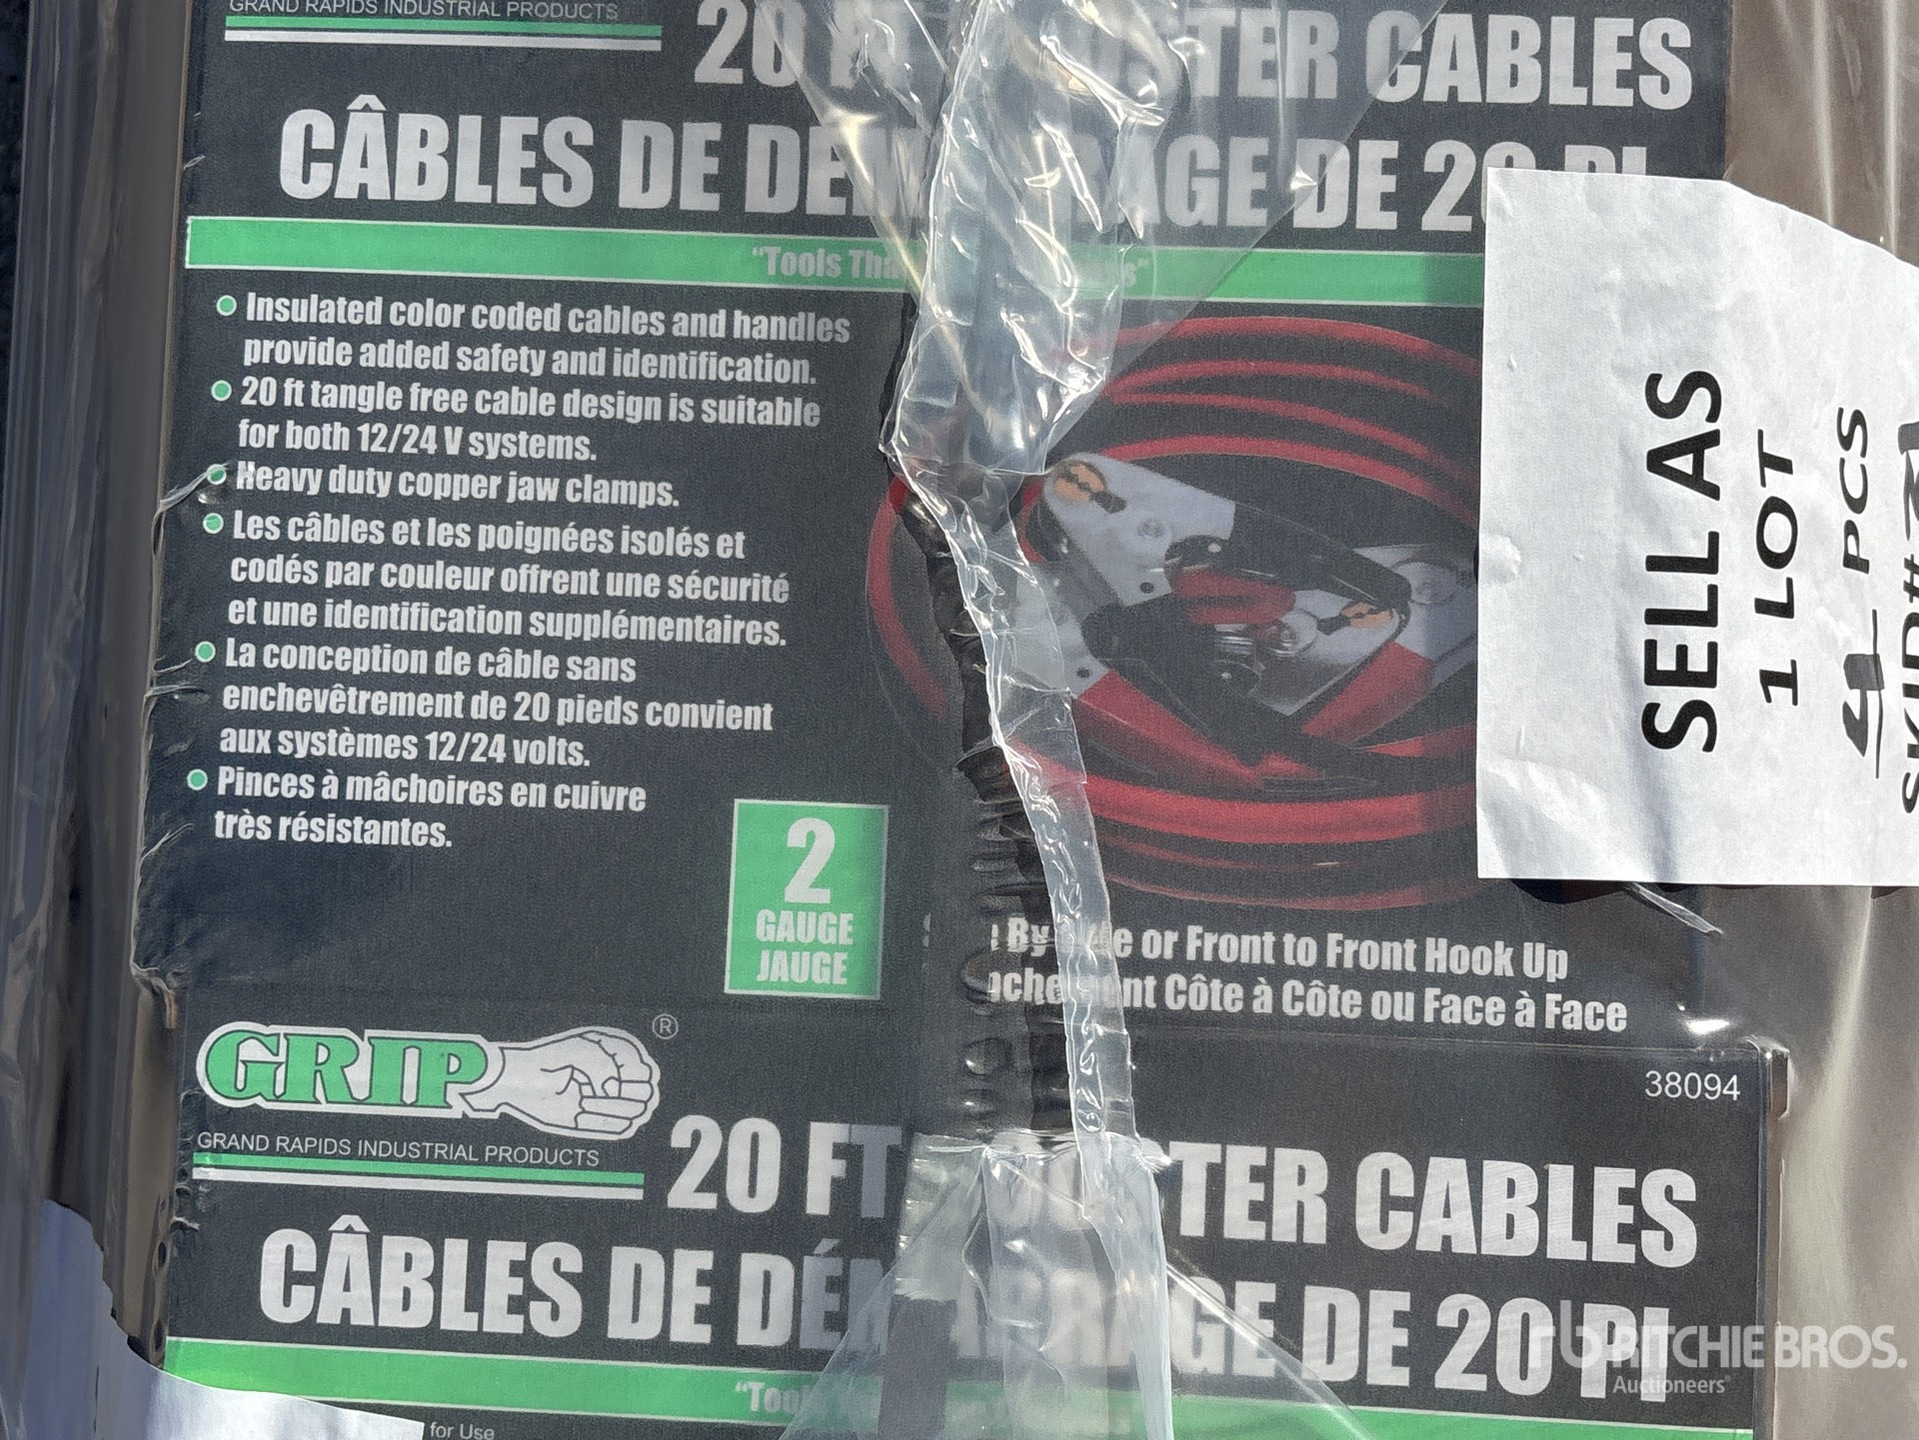 GRAND RAPIDS INDUSTRIAL PRODUCTS
20 CABLES
CÂBLES DE DE 20
"Tools
Insulated color coded cables and handles
provide added safety and identification.
20 ft tangle free cable design is suitable
for both 12/24 V systems.
Heavy duty copper jaw clamps.
Les câbles et les poignées isolés et
codés par couleur offrent une sécurité
et une identification supplémentaires.
La conception de câble sans
enchevêtrement de 20 pieds convient
aux systèmes 12/24 volts.
Pinces à mâchoires en cuivre
très résistantes.
2
GAUGE
JAUGE
By or Front to Front Hook Up
Côte à Côte ou Face à Face
SELL AS
1 LOT
4 PCS
SKID#
GRIP®
GRAND RAPIDS INDUSTRIAL PRODUCTS
38094
20 FT CABLES
CÂBLES DE DE 20 PI
for Use
RITCHIE BROS.
Auctioneers